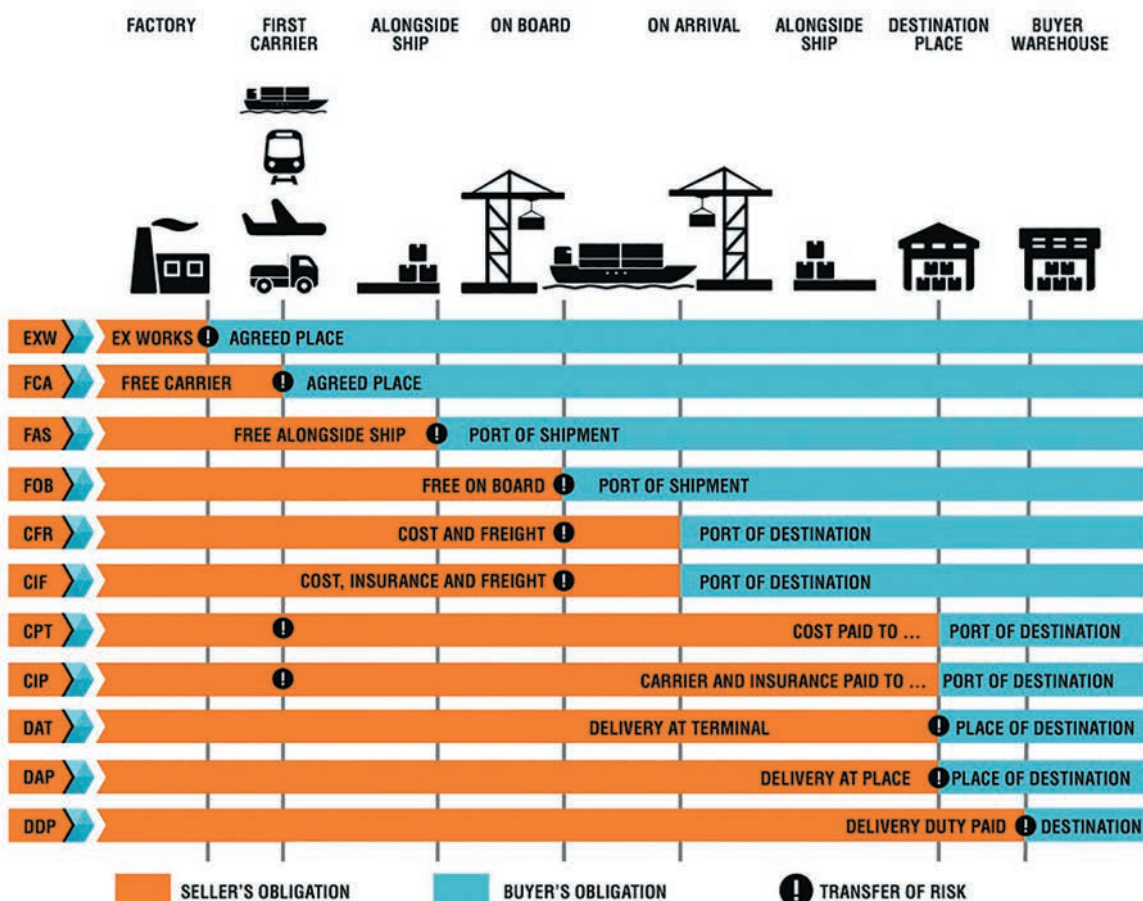 FACTORY
FIRST
CARRIER
ALONGSIDE
SHIP
ON BOARD
ON ARRIVAL
ALONGSIDE
SHIP
DESTINATION
PLACE
BUYER
WAREHOUSE
EXW EX WORKS ! AGREED PLACE
FCA FREE CARRIER ! AGREED PLACE
FAS FREE ALONGSIDE SHIP ! PORT OF SHIPMENT
FOB FREE ON BOARD ! PORT OF SHIPMENT
CFR COST AND FREIGHT ! PORT OF DESTINATION
CIF COST, INSURANCE AND FREIGHT ! PORT OF DESTINATION
CPT ! COST PAID TO ... PORT OF DESTINATION
CIP ! CARRIER AND INSURANCE PAID TO ... PORT OF DESTINATION
DAT DELIVERY AT TERMINAL ! PLACE OF DESTINATION
DAP DELIVERY AT PLACE ! PLACE OF DESTINATION
DDP DELIVERY DUTY PAID ! DESTINATION
SELLER'S OBLIGATION BUYER'S OBLIGATION ! TRANSFER OF RISK